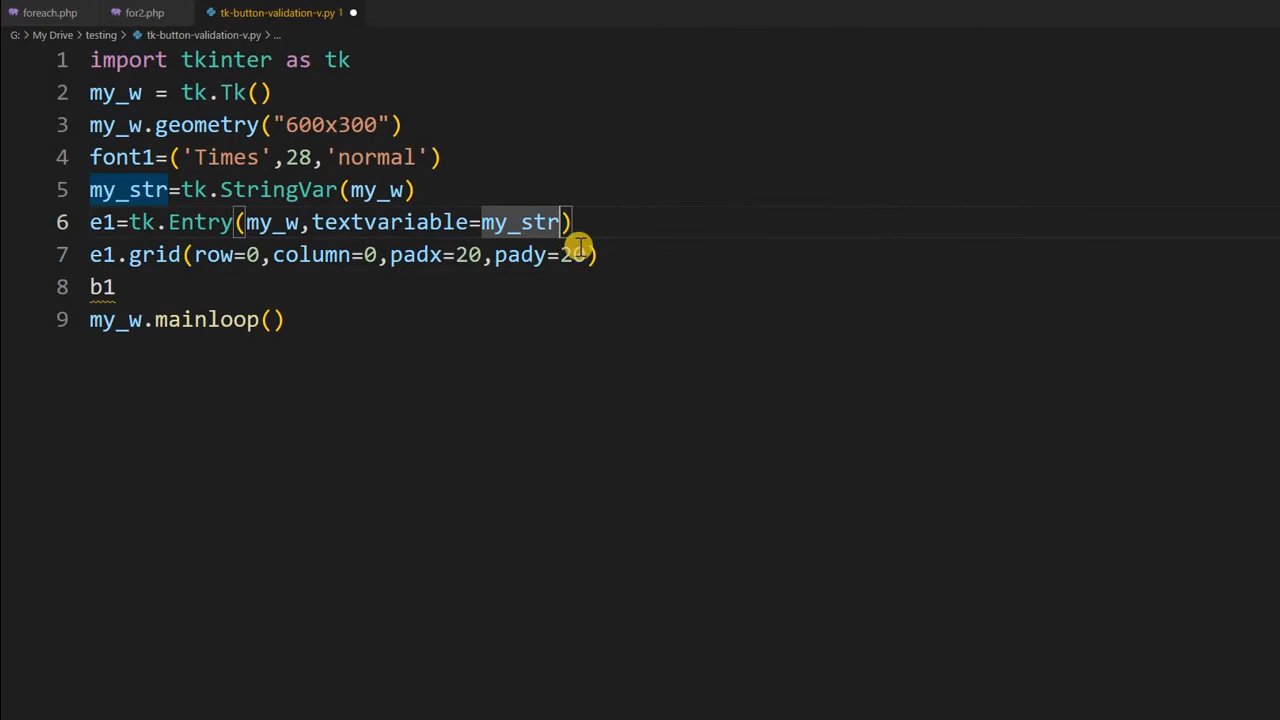 foreach.php for2.php tk-button-validation-v.py 1
G: > My Drive > testing > tk-button-validation-v.py > ...
1 import tkinter as tk
2 my_w = tk.Tk()
3 my_w.geometry("600x300")
4 font1=('Times',28,'normal')
5 my_str=tk.StringVar(my_w)
6 e1=tk.Entry(my_w,textvariable=my_str)
7 e1.grid(row=0,column=0,padx=20,pady=20)
8 b1
9 my_w.mainloop()